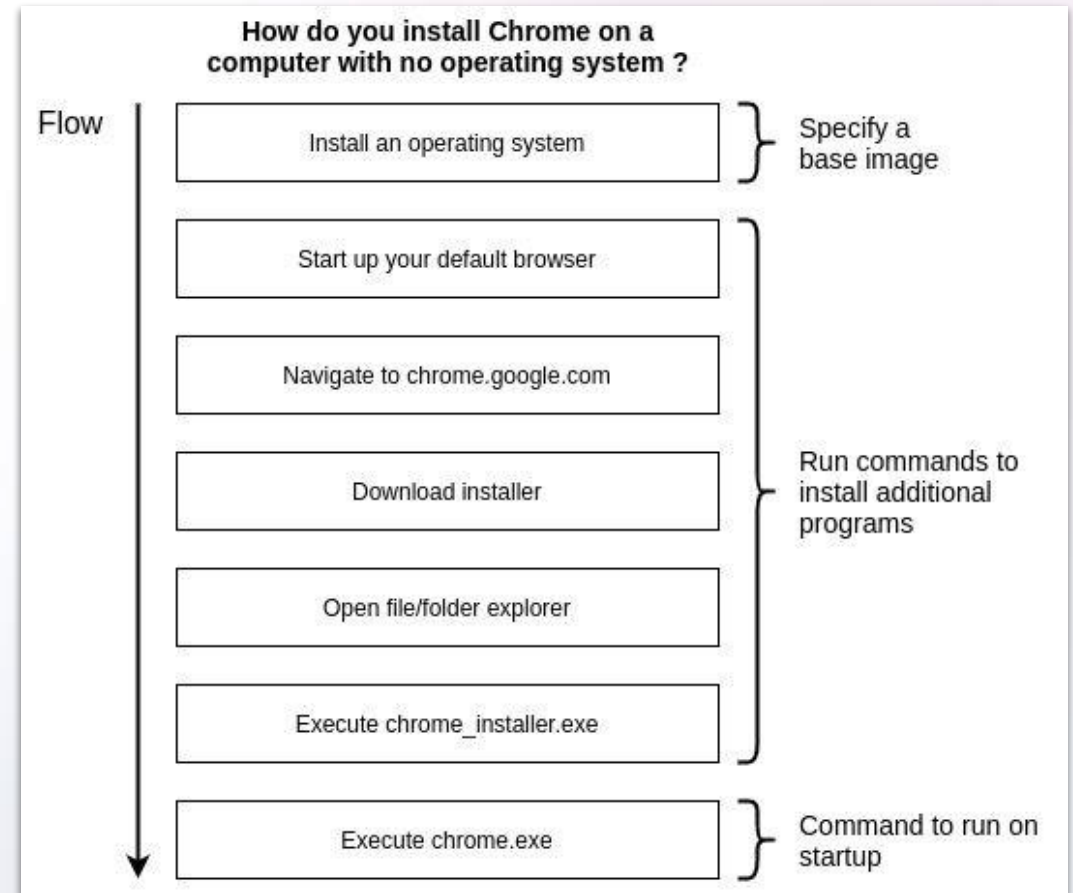 How do you install Chrome on a
computer with no operating system ?
Flow
Install an operating system
Specify a
base image
Start up your default browser
Navigate to chrome.google.com
Download installer
Run commands to
install additional
programs
Open file/folder explorer
Execute chrome_installer.exe
Execute chrome.exe
Command to run on
startup